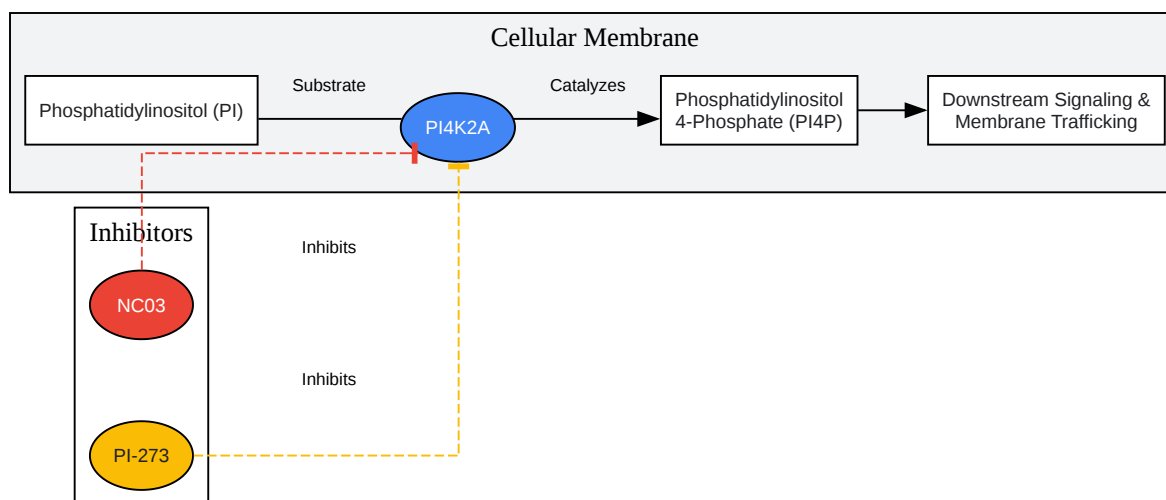 Cellular Membrane
Substrate
Catalyzes
Phosphatidylinositol (PI)
PI4K2A
Phosphatidylinositol
4-Phosphate (PI4P)
Downstream Signaling &
Membrane Trafficking
Inhibitors
Inhibits
NC03
Inhibits
PI-273